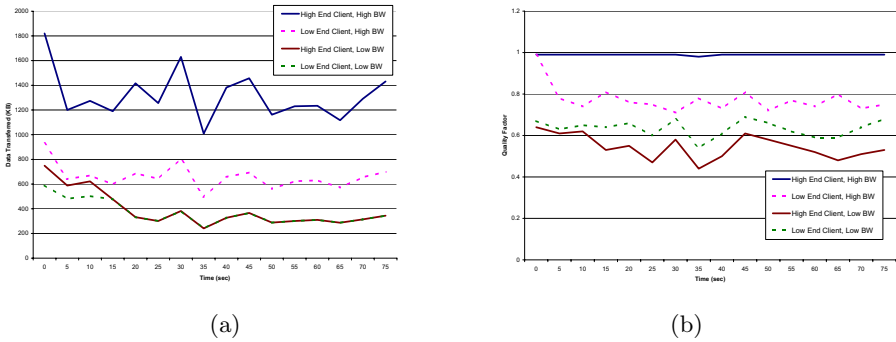 High End Client, High BW
Low End Client, High BW
High End Client, Low BW
Low End Client, Low BW
2000
1800
1600
1400
1200
1000
800
600
400
200
0
Data Transferred (KB)
0 5 10 15 20 25 30 35 40 45 50 55 60 65 70 75
Time (sec)
(a)
1.2
1
0.8
0.6
0.4
0.2
0
Quality Factor
High End Client, High BW
Low End Client, High BW
High End Client, Low BW
Low End Client, Low BW
0 5 10 15 20 25 30 35 40 45 50 55 60 65 70 75
Time (sec)
(b)